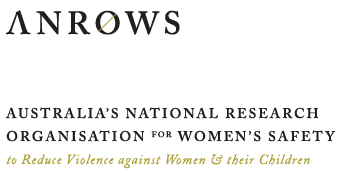 ANROWS
AUSTRALIA'S NATIONAL RESEARCH
ORGANISATION FOR WOMEN'S SAFETY
to Reduce Violence against Women & their Children